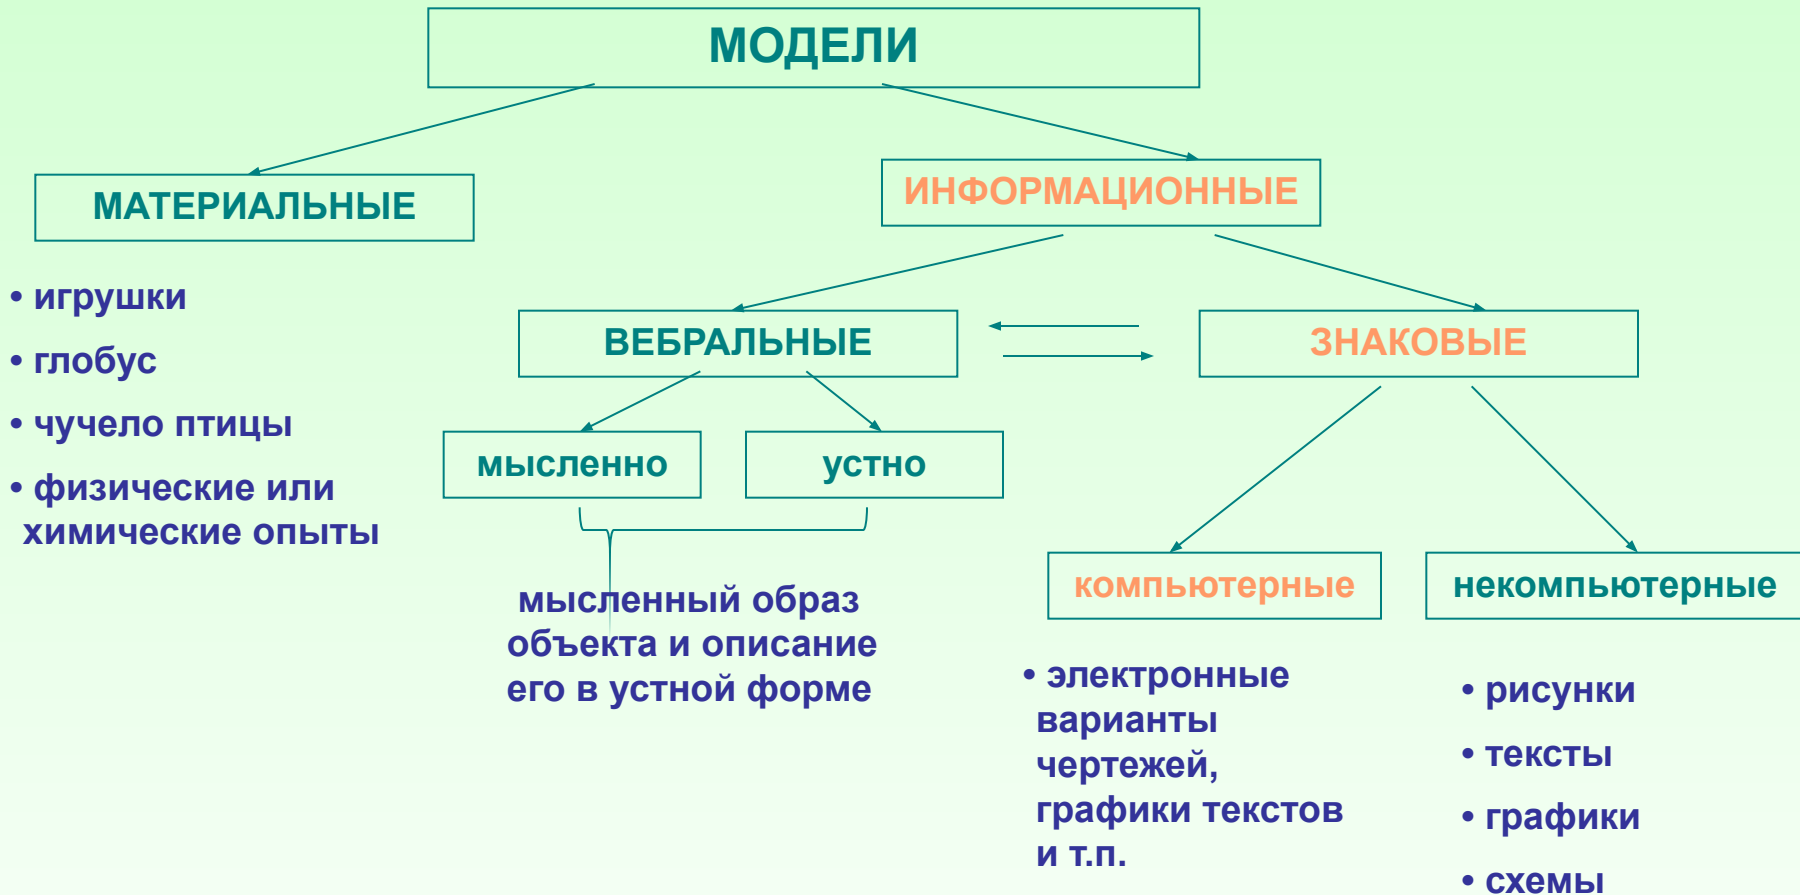 МОДЕЛИ
МАТЕРИАЛЬНЫЕ
ИНФОРМАЦИОННЫЕ
• игрушки
• глобус
• чучело птицы
• физические или
химические опыты
ВЕБРАЛЬНЫЕ
ЗНАКОВЫЕ
мысленно
устно
мысленный образ
объекта и описание
его в устной форме
компьютерные
некомпьютерные
• электронные
варианты
чертежей,
графики текстов
и т.п.
• рисунки
• тексты
• графики
• схемы